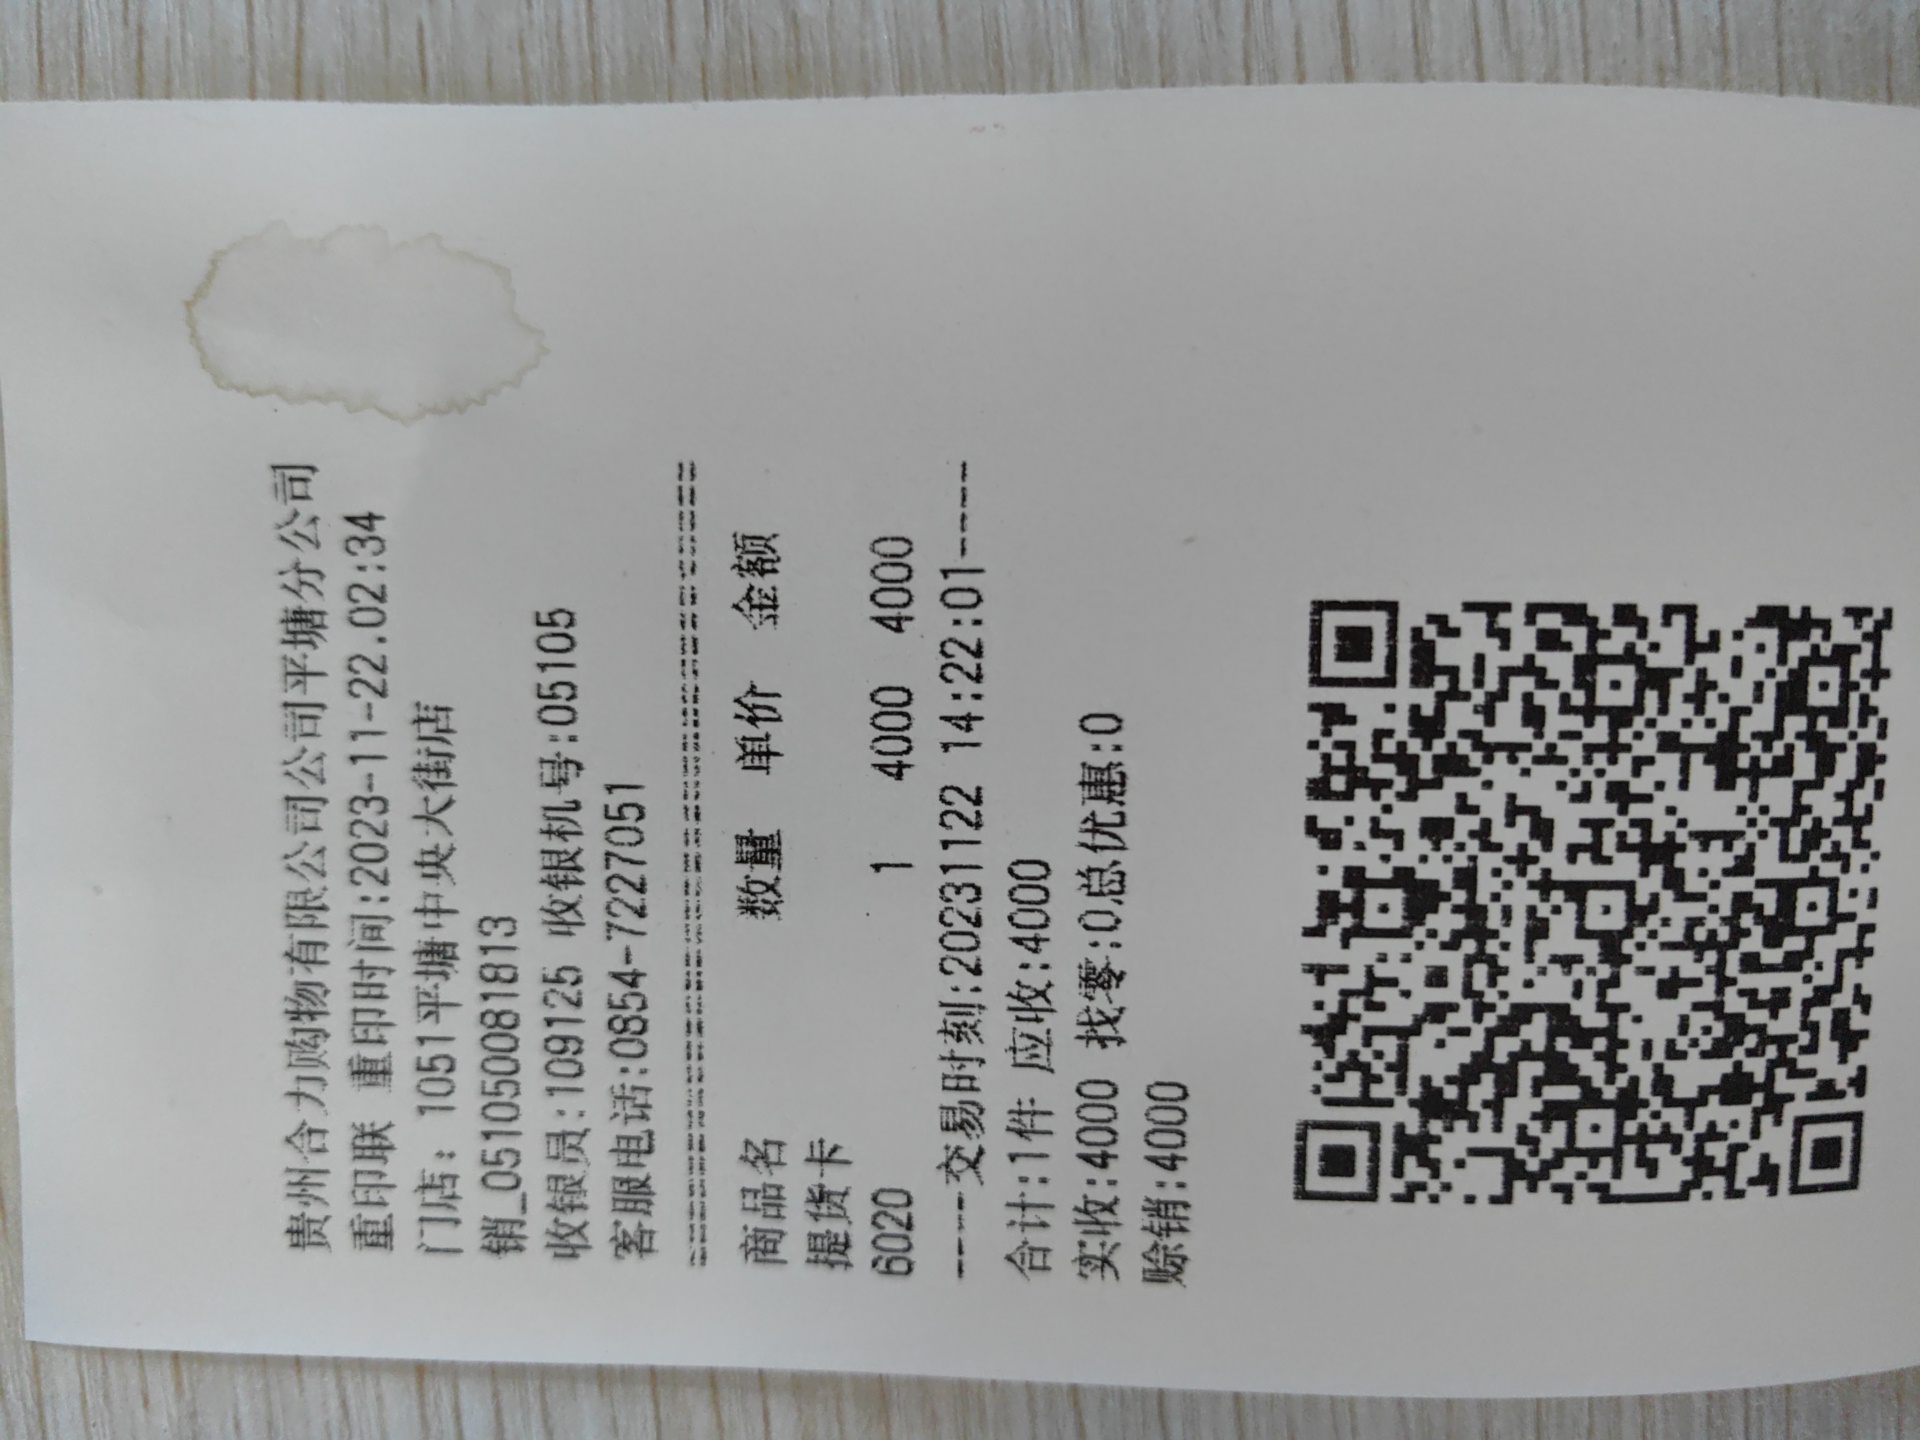 贵州合力购物有限公司公司平塘分公司
重印联 重印时间:2023-11-22.02:34
门店: 1051平塘中央大街店
销_051050081813
收银员:109125 收银机号:05105
客服电话:0854-7227051
==========================================
商品名 数量 单价 金额
提货卡
6020 1 4000 4000
----交易时刻:20231122 14:22:01-----
合计:1件 应收:4000
实收:4000 找零:0总优惠:0
赊销:4000